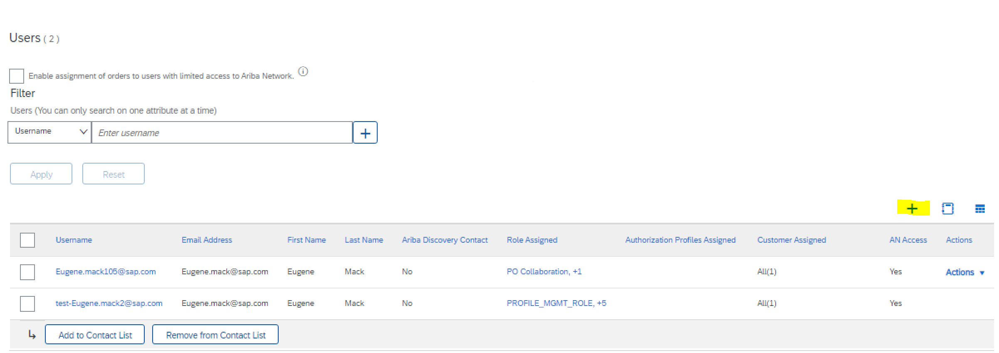 Users ( 2 )
Enable assignment of orders to users with limited access to Ariba Network.
Filter
Users (You can only search on one attribute at a time)
Username Enter username +
Apply Reset
+
Username Email Address First Name Last Name Ariba Discovery Contact Role Assigned Authorization Profiles Assigned Customer Assigned AN Access Actions
Eugene.mack105@sap.com Eugene.mack@sap.com Eugene Mack No PO Collaboration, +1 All(1) Yes Actions ▼
test-Eugene.mack2@sap.com Eugene.mack@sap.com Eugene Mack No PROFILE_MGMT_ROLE, +5 All(1) Yes
Add to Contact List Remove from Contact List